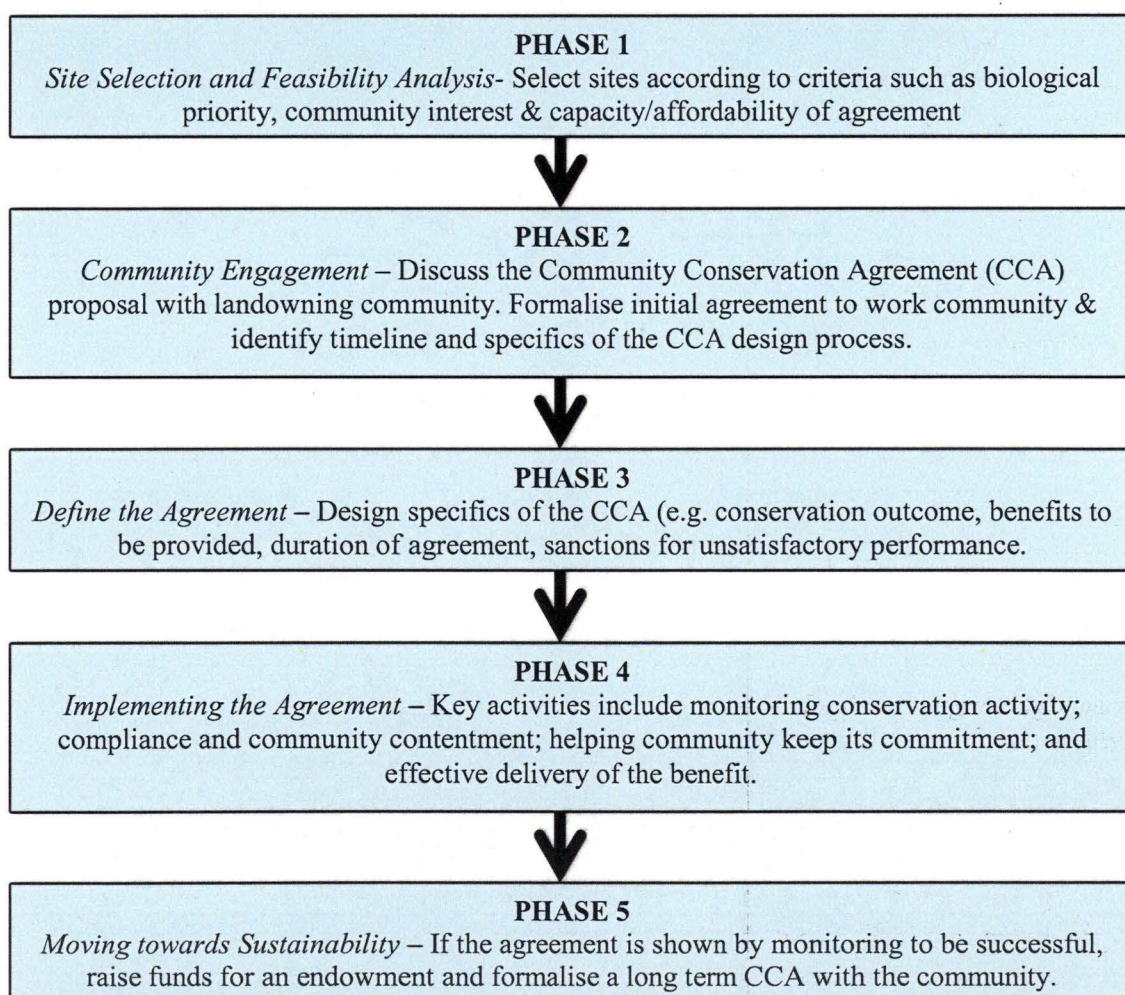 PHASE 1
Site Selection and Feasibility Analysis- Select sites according to criteria such as biological
priority, community interest & capacity/affordability of agreement
PHASE 2
Community Engagement – Discuss the Community Conservation Agreement (CCA)
proposal with landowning community. Formalise initial agreement to work community &
identify timeline and specifics of the CCA design process.
PHASE 3
Define the Agreement – Design specifics of the CCA (e.g. conservation outcome, benefits to
be provided, duration of agreement, sanctions for unsatisfactory performance.
PHASE 4
Implementing the Agreement – Key activities include monitoring conservation activity;
compliance and community contentment; helping community keep its commitment; and
effective delivery of the benefit.
PHASE 5
Moving towards Sustainability – If the agreement is shown by monitoring to be successful,
raise funds for an endowment and formalise a long term CCA with the community.